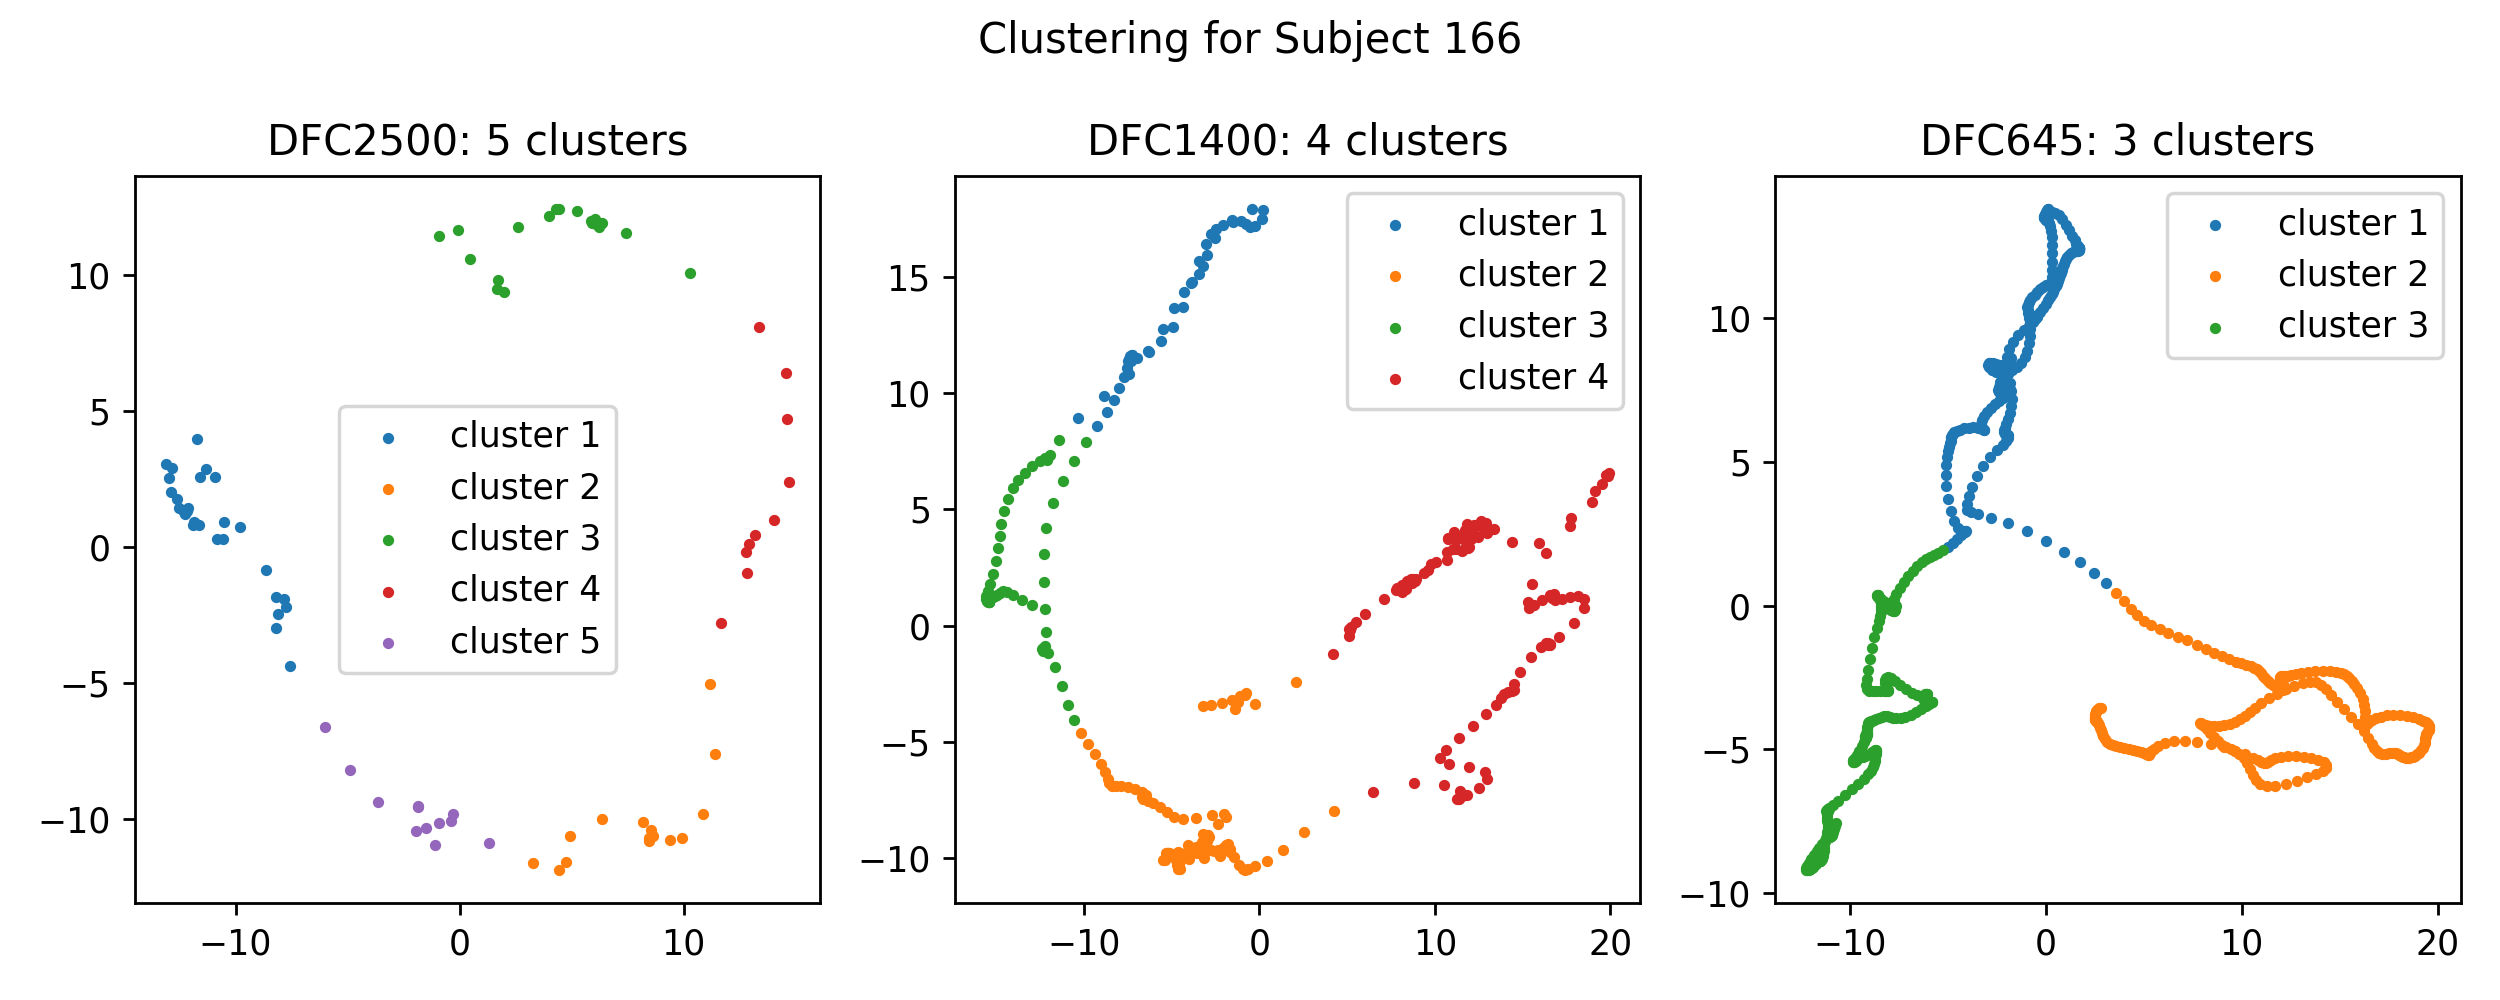 Clustering for Subject 166
DFC2500: 5 clusters
10
5
0
−5
−10
−10
0
10
cluster 1
cluster 2
cluster 3
cluster 4
cluster 5
DFC1400: 4 clusters
15
10
5
0
−5
−10
−10
0
10
20
cluster 1
cluster 2
cluster 3
cluster 4
DFC645: 3 clusters
10
5
0
−5
−10
−10
0
10
20
cluster 1
cluster 2
cluster 3